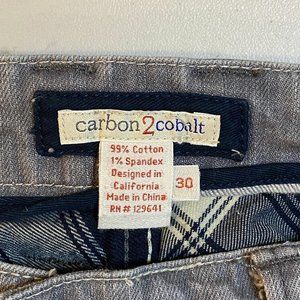 carbon2cobalt
99% Cotton
1% Spandex
Designed in
California
Made in China
RN# 129641
30